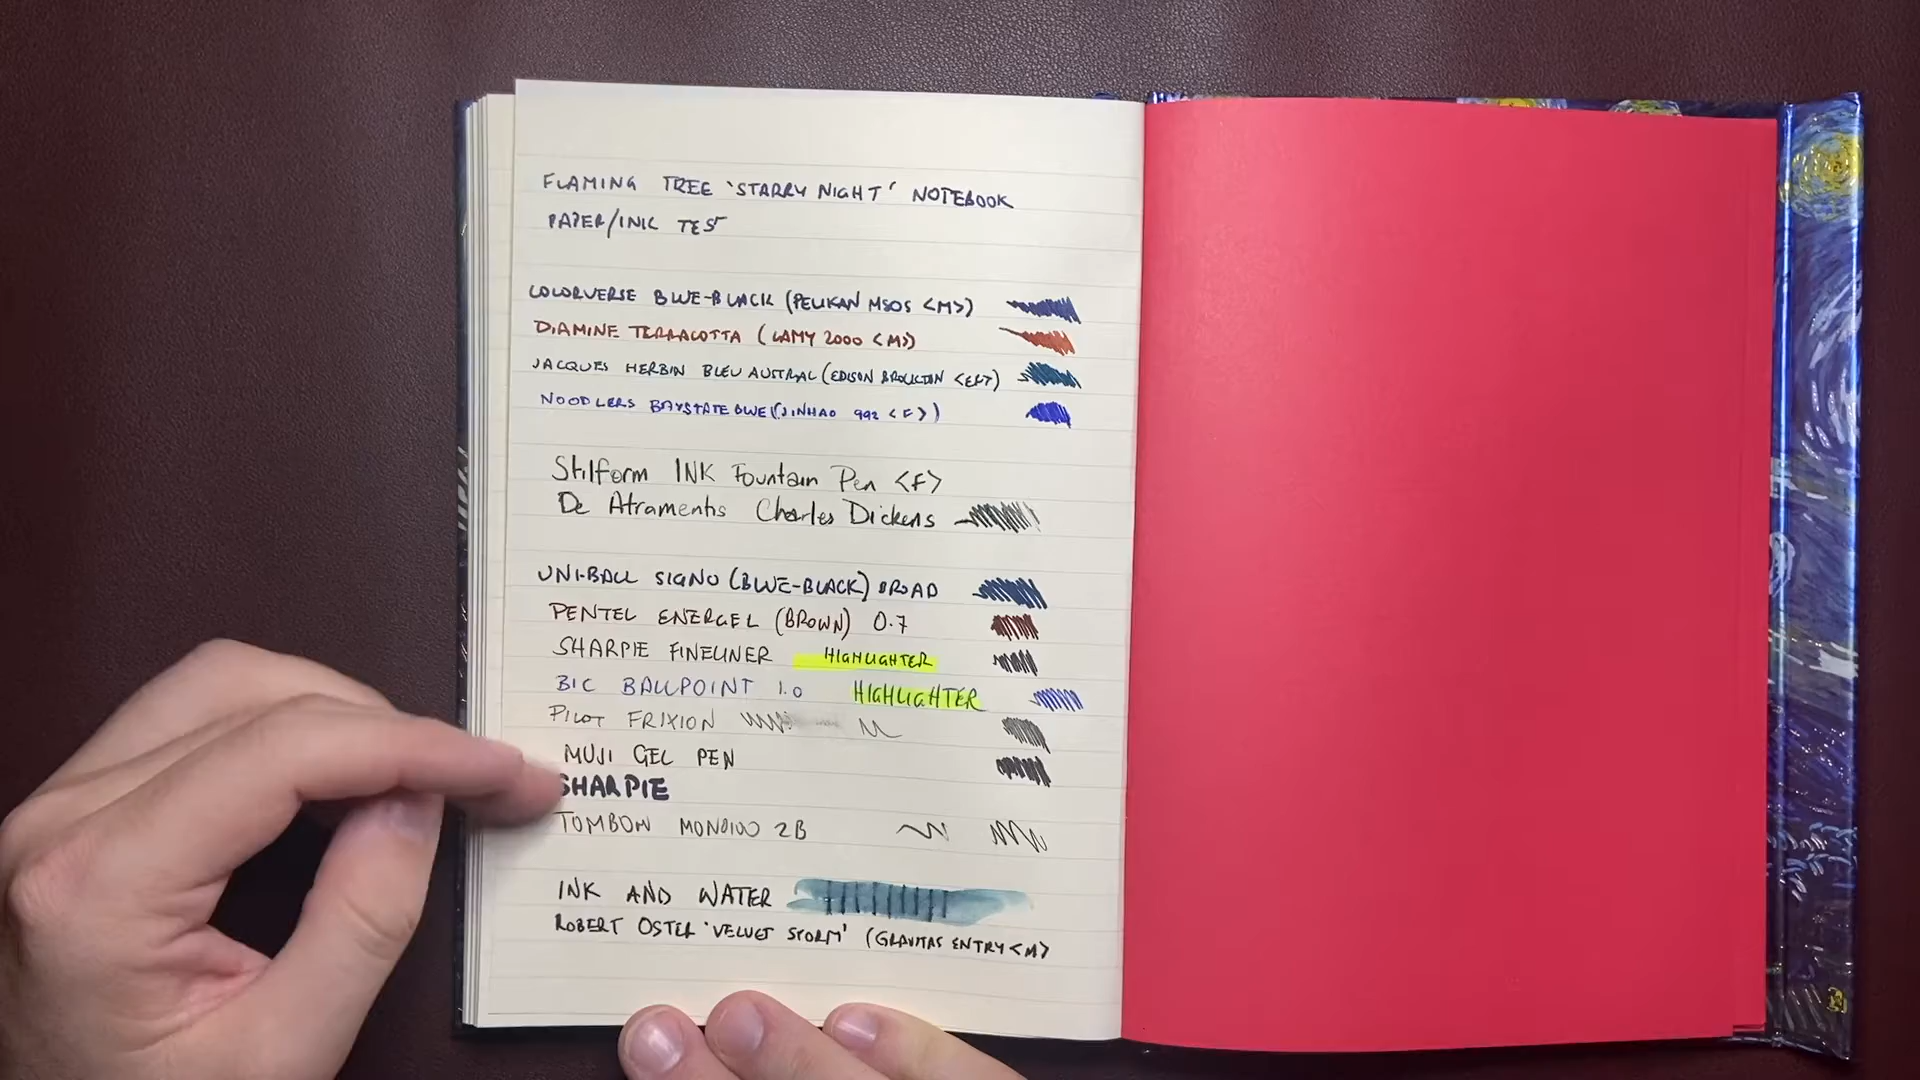 FLAMING TREE 'STARRY NIGHT' NOTEBOOK
PAPER/INK TEST
COLORVERSE BLUE-BLACK (PELIKAN M805 <M>)
DIAMINE TERRACOTTA (LAMY 2000 <M>)
JACQUES HERBIN BLEU AUSTRAL (EDISON BROCKTON <EF>)
NOODLERS BAYSTATE BLUE (JINHAO 992 <F>)
Stilform INK Fountain Pen <F>
De Atramentis Charles Dickens
UNI-BALL SIGNO (BLUE-BLACK) BROAD
PENTEL ENERGEL (BROWN) 0.7
SHARPIE FINELINER HIGHLIGHTER
BIC BALLPOINT 1.0 HIGHLIGHTER
PILOT FRIXION
MUJI GEL PEN
SHARPIE
TOMBOW MONO100 2B
INK AND WATER
ROBERT OSTER 'VELVET STORM' (GRAVITAS ENTRY <M>